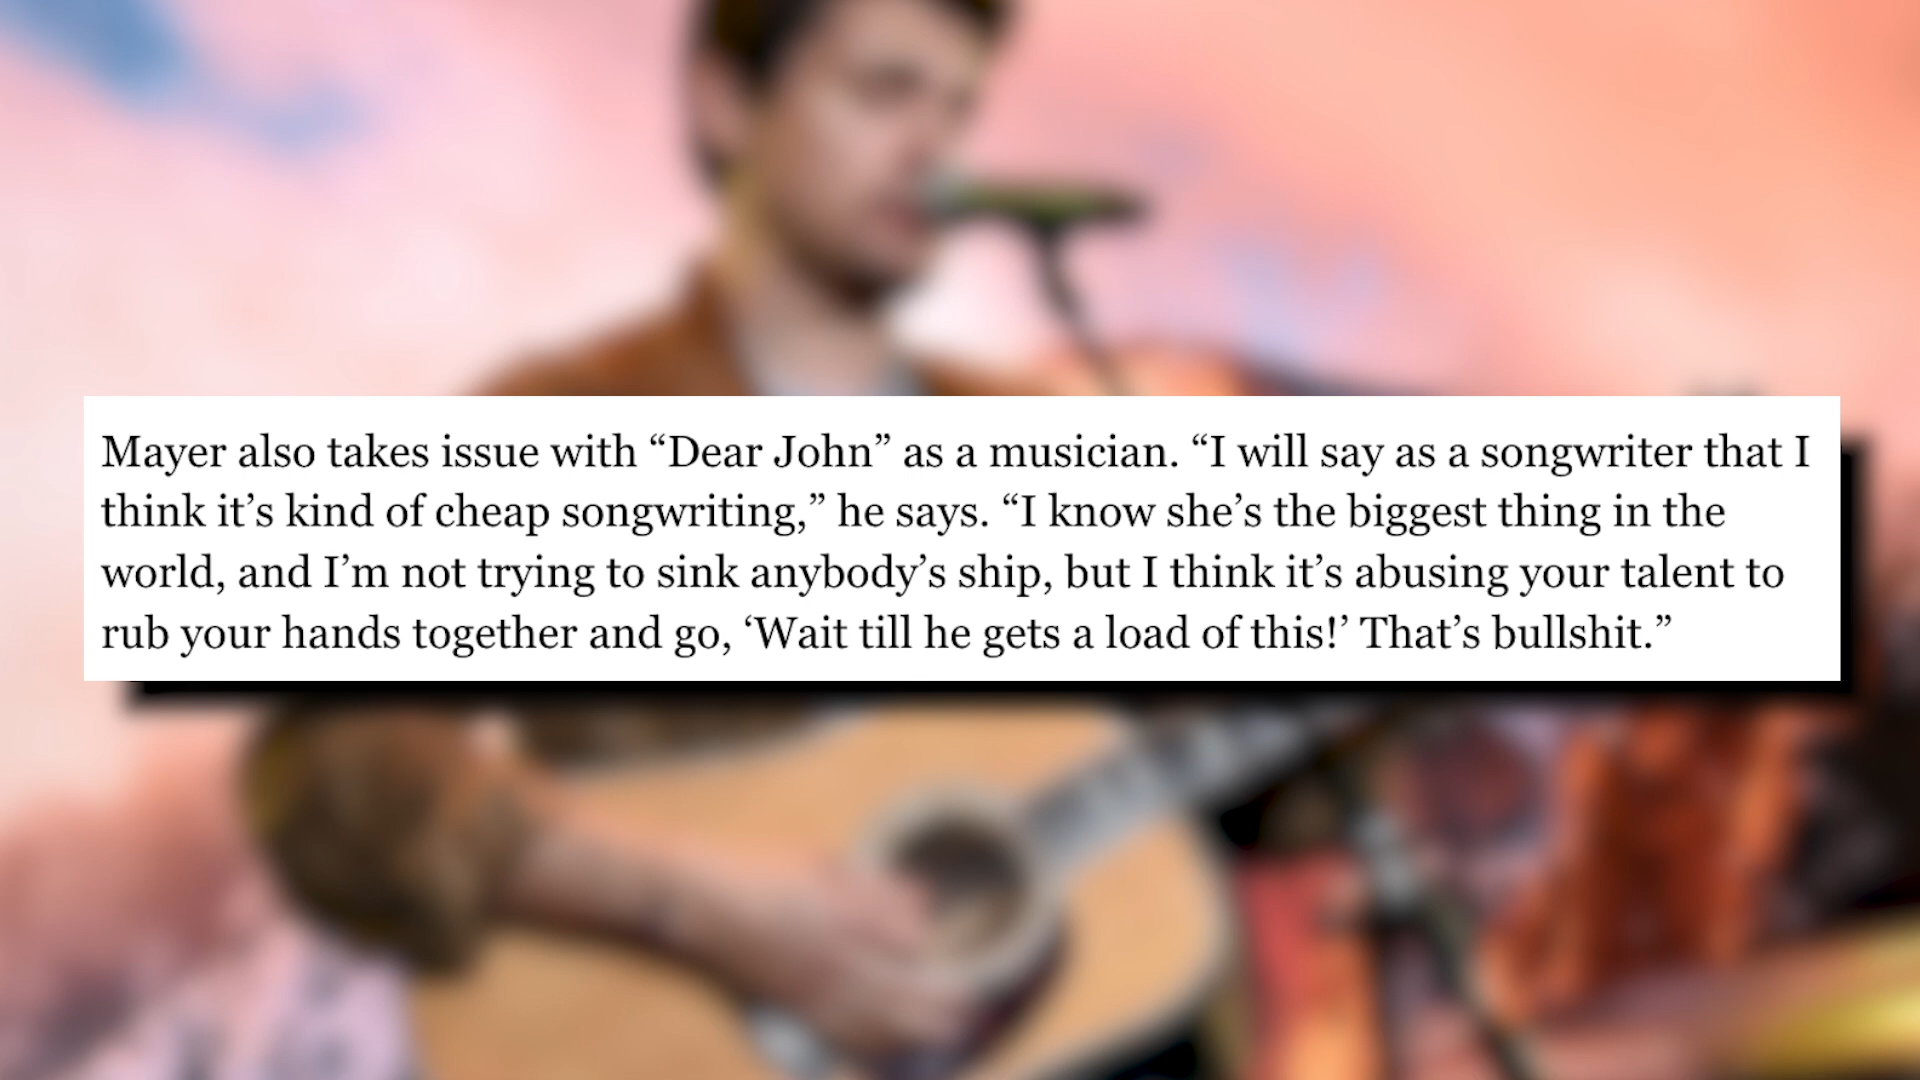 Mayer also takes issue with “Dear John” as a musician. “I will say as a songwriter that I
think it’s kind of cheap songwriting,” he says. “I know she’s the biggest thing in the
world, and I’m not trying to sink anybody’s ship, but I think it’s abusing your talent to
rub your hands together and go, ‘Wait till he gets a load of this!’ That’s bullshit.”